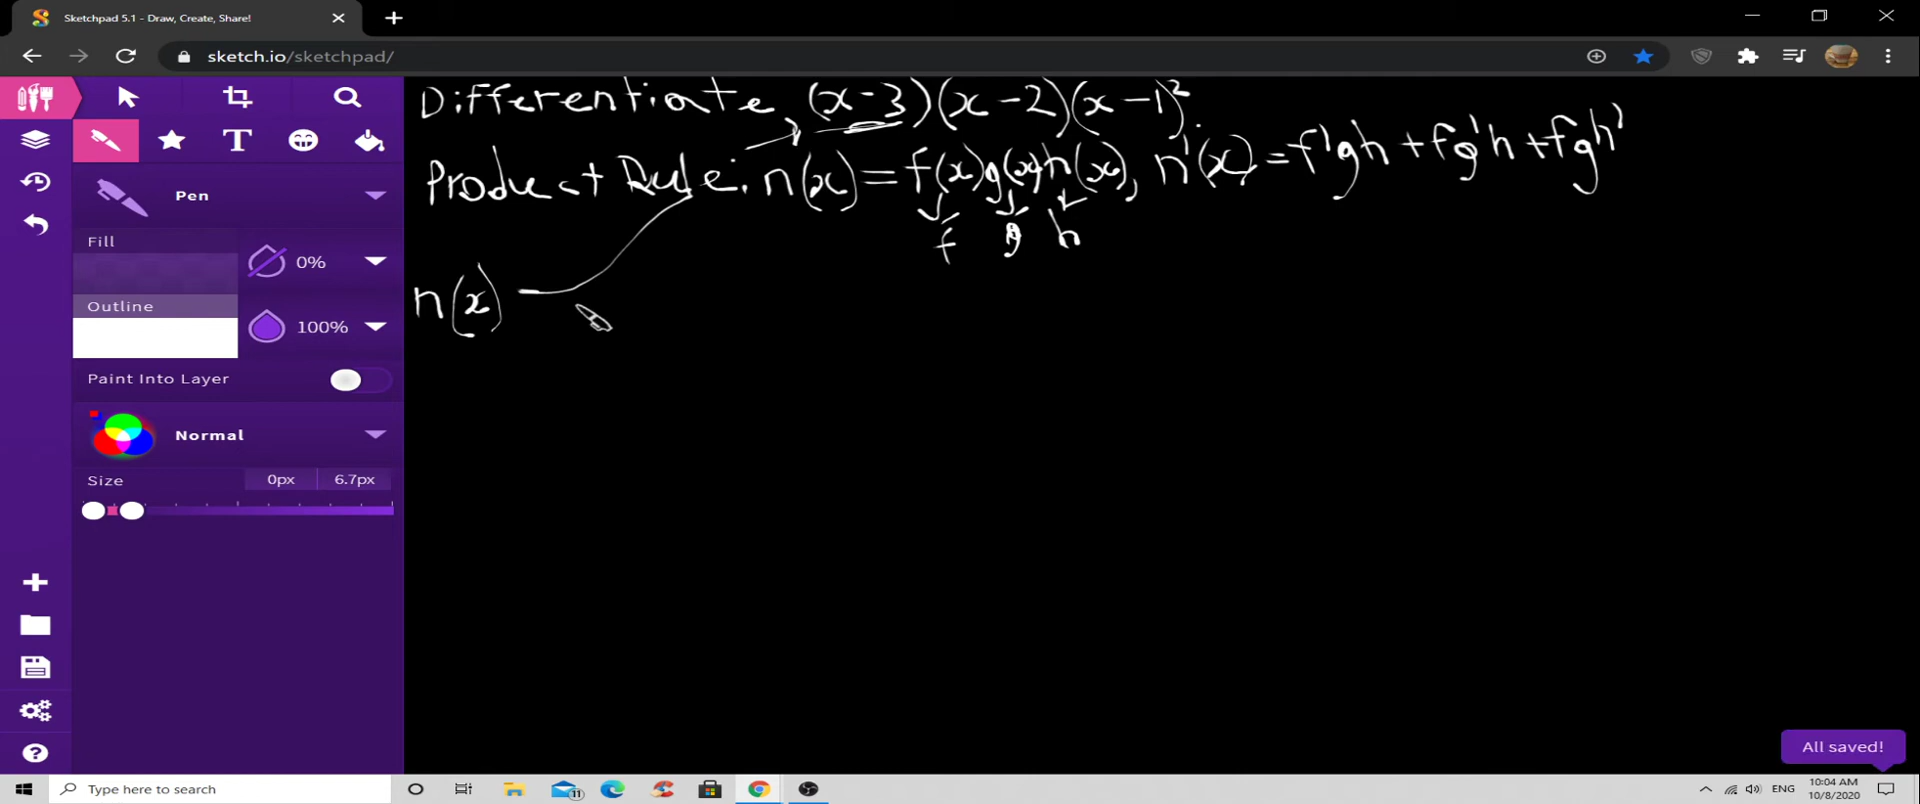 Sketchpad 5.1 - Draw, Create, Share!
sketch.io/sketchpad/
Differentiate, (x-3)(x-2)(x-1)².
Product Rule. n(x)=f(x)g(x)h(x), n'(x)=f'gh+fg'h+fgh'
f g h
n(x)
Pen
Fill
0%
Outline
100%
Paint Into Layer
Normal
Size
0px
6.7px
All saved!
Type here to search
11
ENG
10:04 AM
10/8/2020